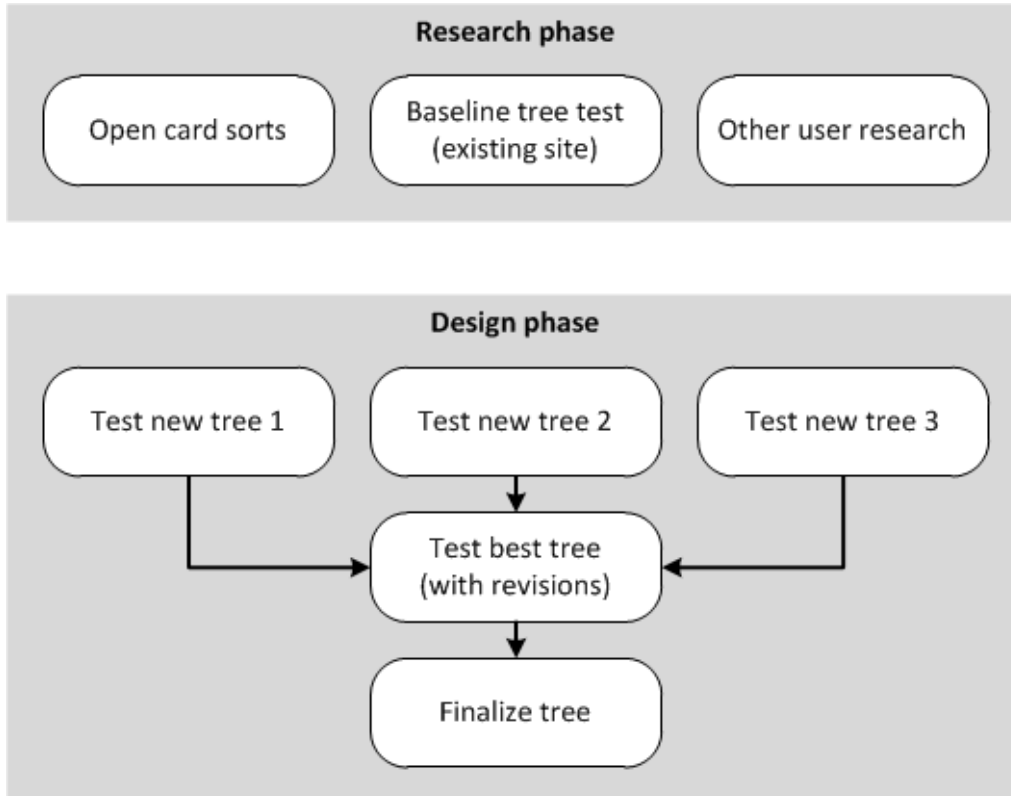 Research phase
Open card sorts
Baseline tree test
(existing site)
Other user research
Design phase
Test new tree 1
Test new tree 2
Test new tree 3
Test best tree
(with revisions)
Finalize tree